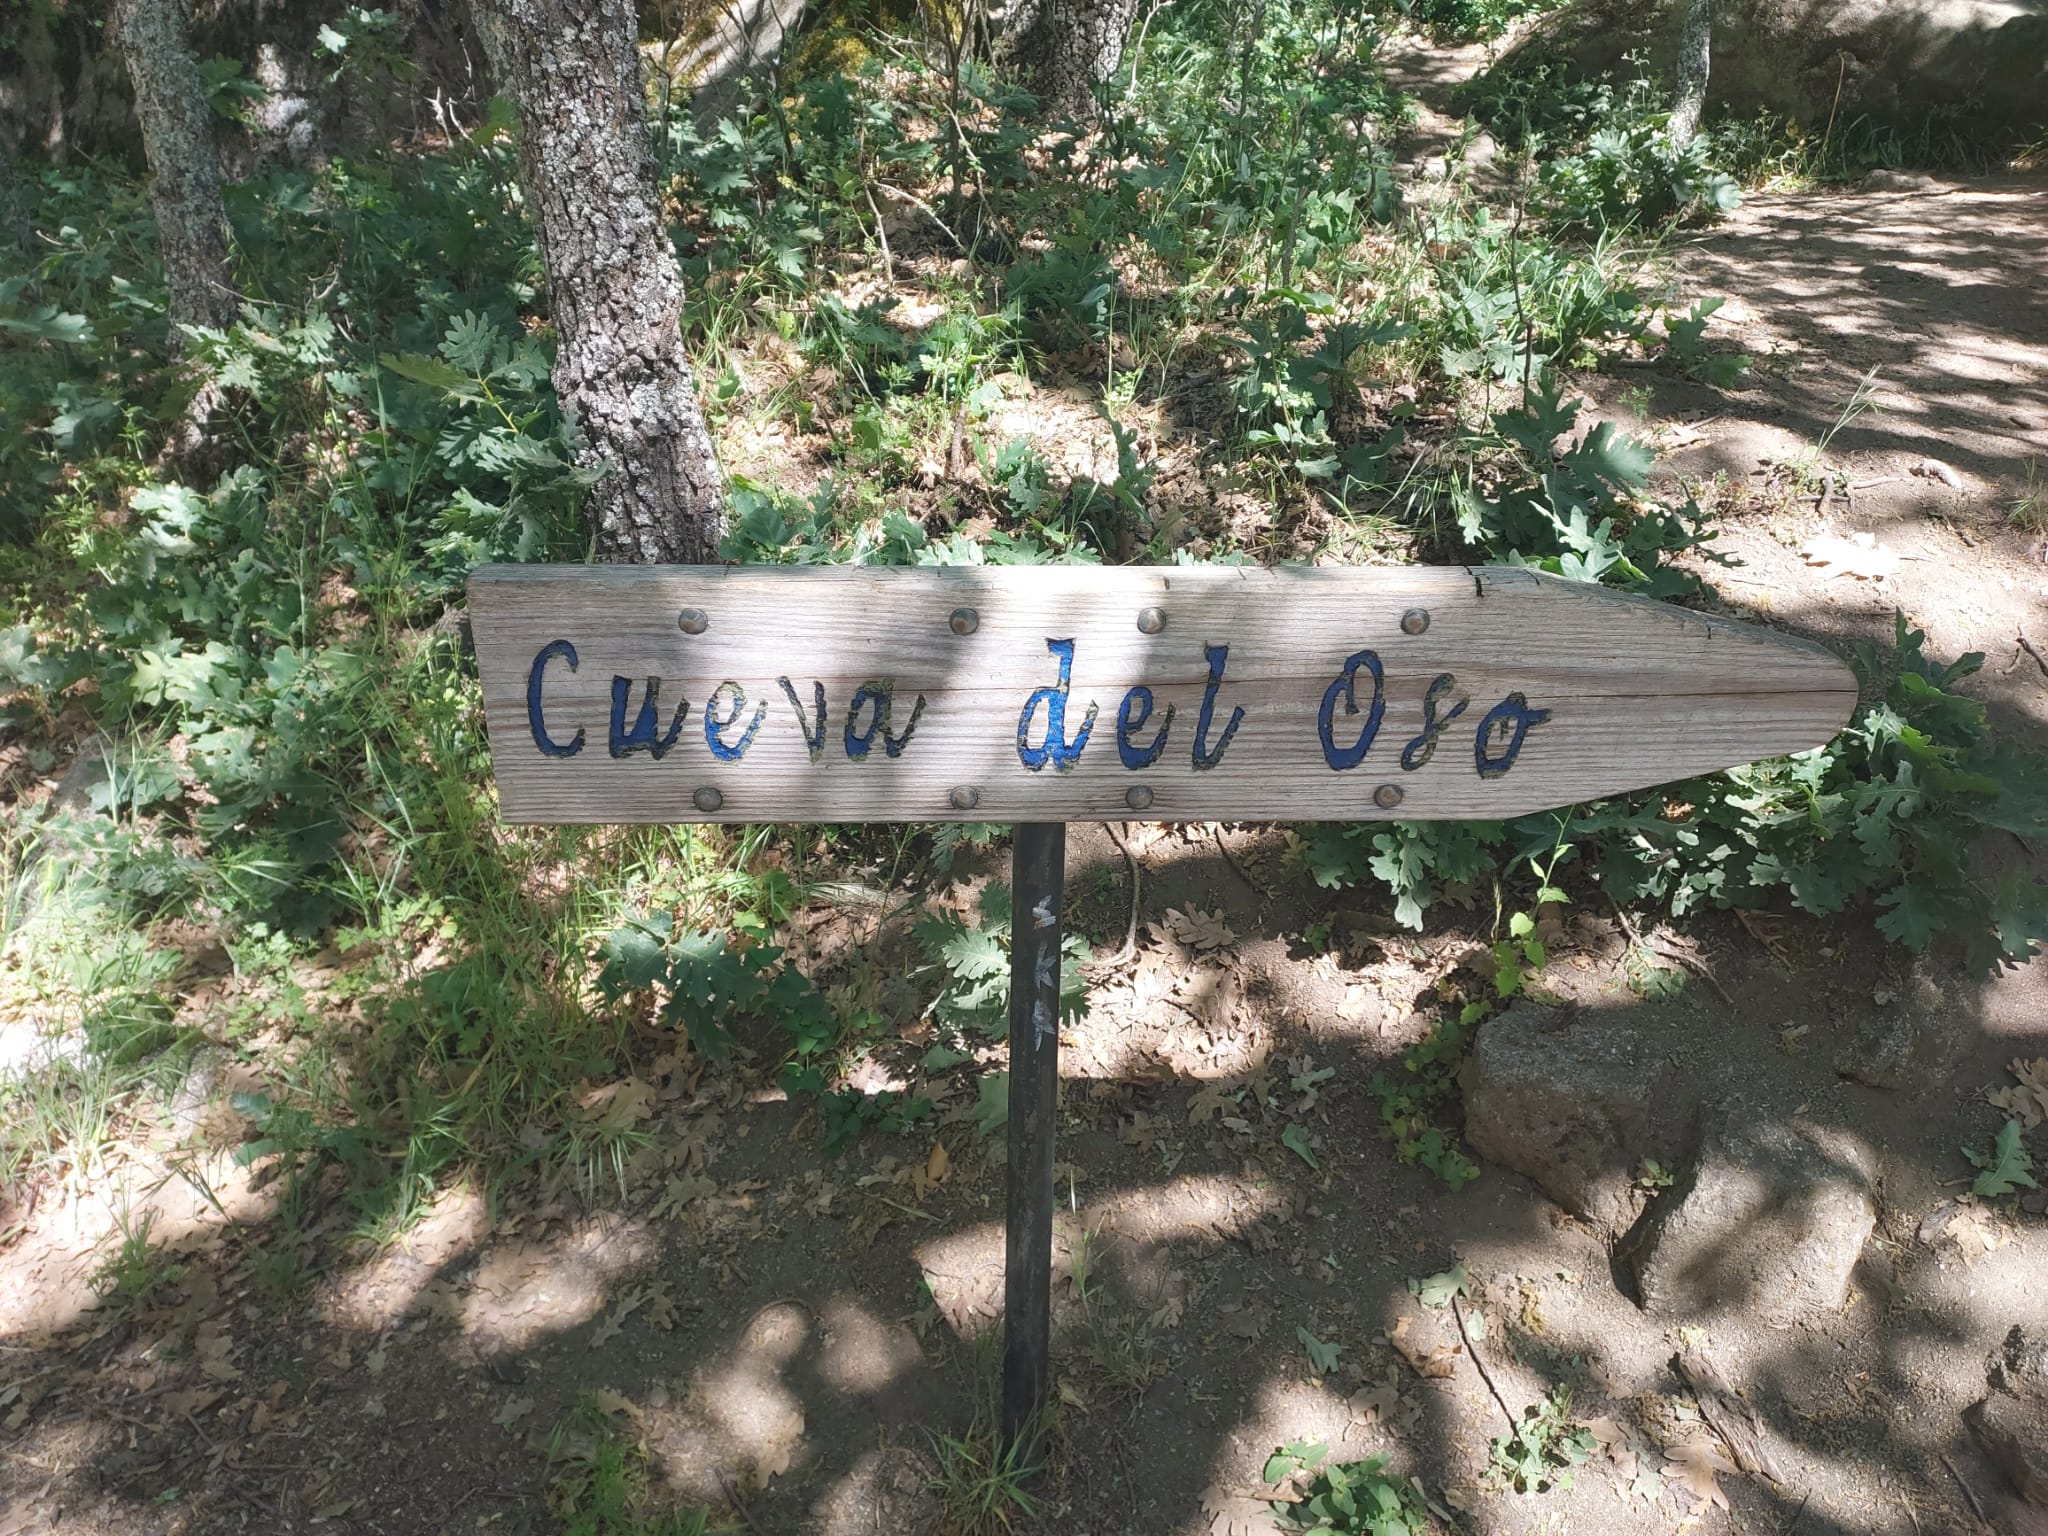 Cueva del Oso